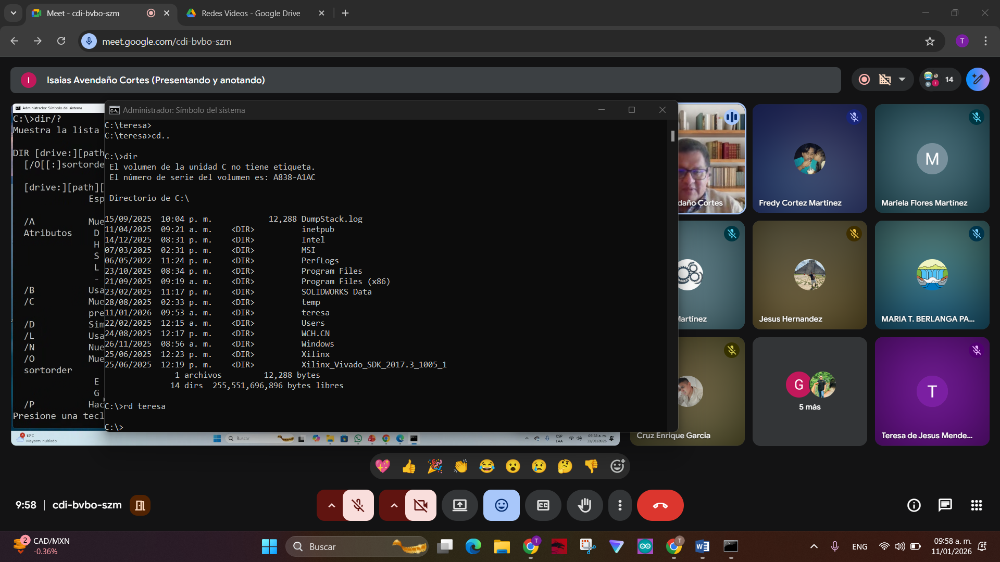 Meet - cdi-bvbo-szm
Redes Videos - Google Drive
meet.google.com/cdi-bvbo-szm
T
I
Isaias Avendaño Cortes (Presentando y anotando)
14
Administrador: Símbolo del sistema
C:\>dir/?
Muestra la lista
DIR [drive:][path
[/O[[:]sortorde
[drive:][path][
Esp
/A Mue
Atributos D
H
S
L
-
/B Usa
/C Mue
pre
/D Sim
/L Usa
/N Nue
/O Mue
sortorder
E
G
/P Hac
Presione una tecl
Administrador: Símbolo del sistema
C:\teresa>
C:\teresa>cd..
C:\>dir
El volumen de la unidad C no tiene etiqueta.
El número de serie del volumen es: A838-A1AC
Directorio de C:\
15/09/2025 10:04 p. m. 12,288 DumpStack.log
11/04/2025 09:21 a. m. <DIR> inetpub
14/12/2025 08:31 p. m. <DIR> Intel
07/03/2025 02:31 p. m. <DIR> MSI
06/05/2022 11:24 p. m. <DIR> PerfLogs
23/10/2025 08:34 p. m. <DIR> Program Files
21/09/2025 09:19 a. m. <DIR> Program Files (x86)
23/02/2025 11:17 p. m. <DIR> SOLIDWORKS Data
28/08/2025 02:33 p. m. <DIR> temp
11/01/2026 09:53 a. m. <DIR> teresa
22/02/2025 12:15 a. m. <DIR> Users
24/08/2025 12:17 p. m. <DIR> WCH.CN
26/11/2025 08:56 a. m. <DIR> Windows
25/06/2025 12:23 p. m. <DIR> Xilinx
25/06/2025 12:19 p. m. <DIR> Xilinx_Vivado_SDK_2017.3_1005_1
1 archivos 12,288 bytes
14 dirs 255,551,696,896 bytes libres
C:\>rd teresa
C:\>
4
15°C
Mayorm. nublado
Buscar
ESP
LAA
09:58 a. m.
11/01/2026
daño Cortes
Fredy Cortez Martinez
M
Mariela Flores Martínez
Martinez
Jesus Hernandez
MARIA T. BERLANGA PA...
Cruz Enrique Garcia
G
5 más
T
Teresa de Jesus Mende...
9:58 | cdi-bvbo-szm
CC
2
CAD/MXN
-0.36%
Buscar
T
T
ENG
09:58 a. m.
11/01/2026